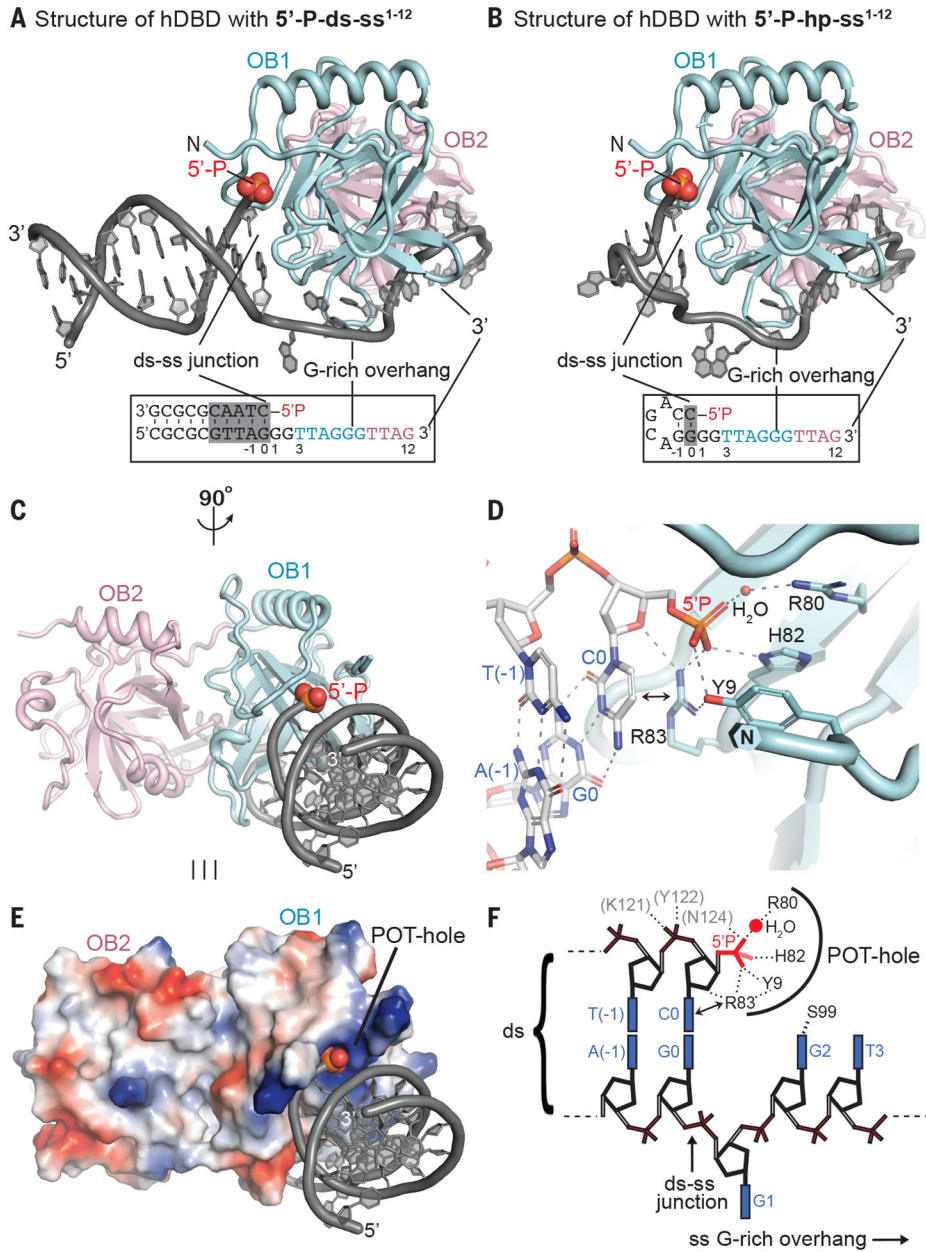 A Structure of hDBD with 5'-P-ds-ss¹⁻¹²
OB1
N
OB2
5'-P
3'
5'
3'
ds-ss junction
G-rich overhang
3'GCGCGCAATC–5'P
5'CGCGCGTTAGGGTTAGGGTTAG3'
-1 0 1 3 12
B Structure of hDBD with 5'-P-hp-ss¹⁻¹²
OB1
N
OB2
5'-P
3'
ds-ss junction
G-rich overhang
A
G C C–5'P
C A G G G G T T A G G G T T A G 3'
-1 0 1 3 12
C
90°
OB2
OB1
5'-P
3'
5'
D
5'P
H₂O
R80
H82
C0
T(-1)
Y9
R83
N
A(-1)
G0
E
OB2
OB1
POT-hole
3'
5'
F
(K121)
(Y122)
(N124)
R80
H₂O
5'P
H82
POT-hole
Y9
R83
ds
T(-1)
C0
S99
A(-1)
G0
G2
T3
ds-ss
junction
G1
ss G-rich overhang